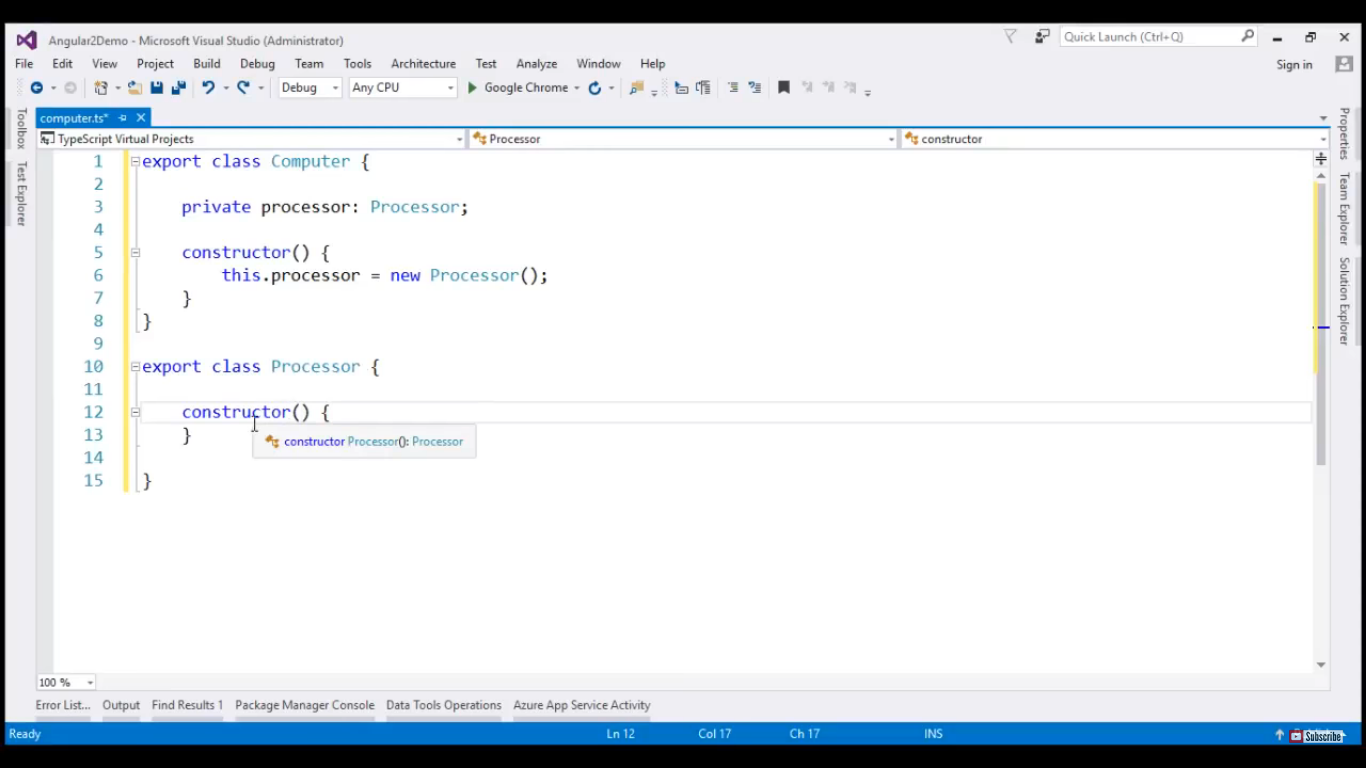 Angular2Demo - Microsoft Visual Studio (Administrator)
Quick Launch (Ctrl+Q)
File Edit View Project Build Debug Team Tools Architecture Test Analyze Window Help
Sign in
Debug Any CPU Google Chrome
Toolbox
Test Explorer
computer.ts*
TypeScript Virtual Projects Processor constructor
1 export class Computer {
2
3 private processor: Processor;
4
5 constructor() {
6 this.processor = new Processor();
7 }
8 }
9
10 export class Processor {
11
12 constructor() {
13 }
constructor Processor(): Processor
14
15 }
Properties
Team Explorer
Solution Explorer
100 %
Error List... Output Find Results 1 Package Manager Console Data Tools Operations Azure App Service Activity
Ready Ln 12 Col 17 Ch 17 INS
Subscribe